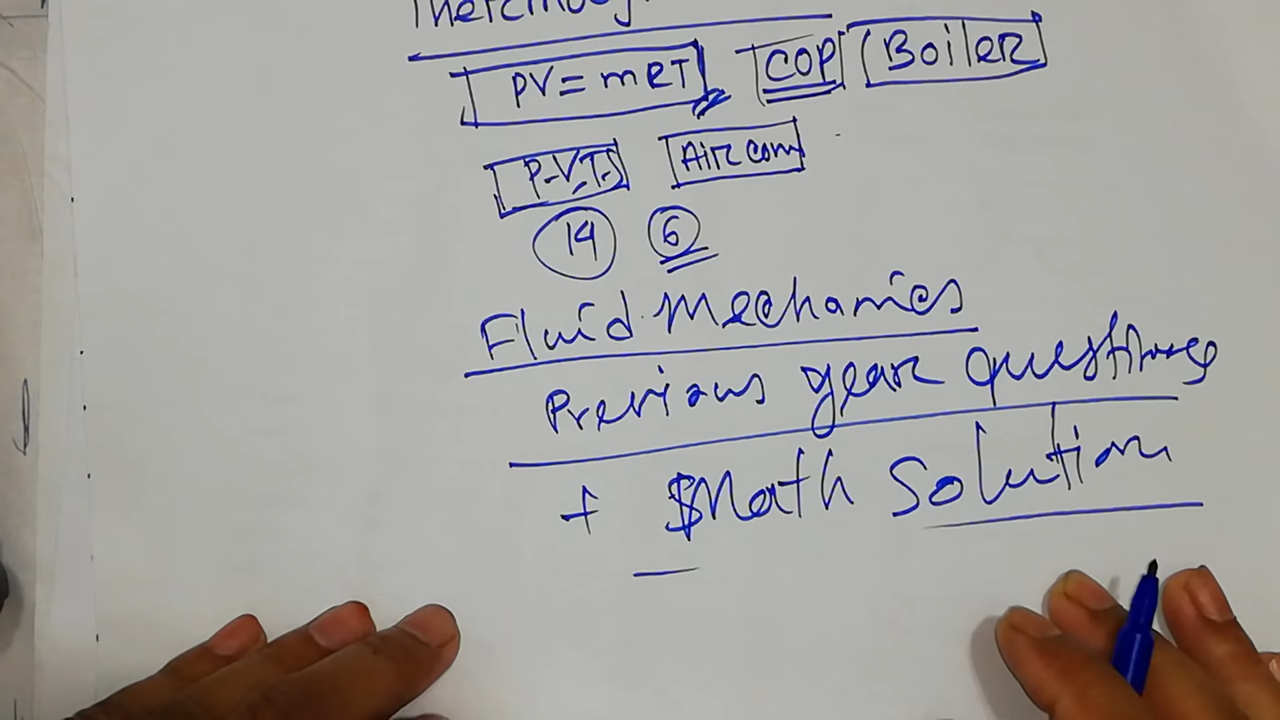 PV = mRT COP Boiler
P-V, T-S Air com
14 6
Fluid Mechanics
Previous year questions
+ Math Solution